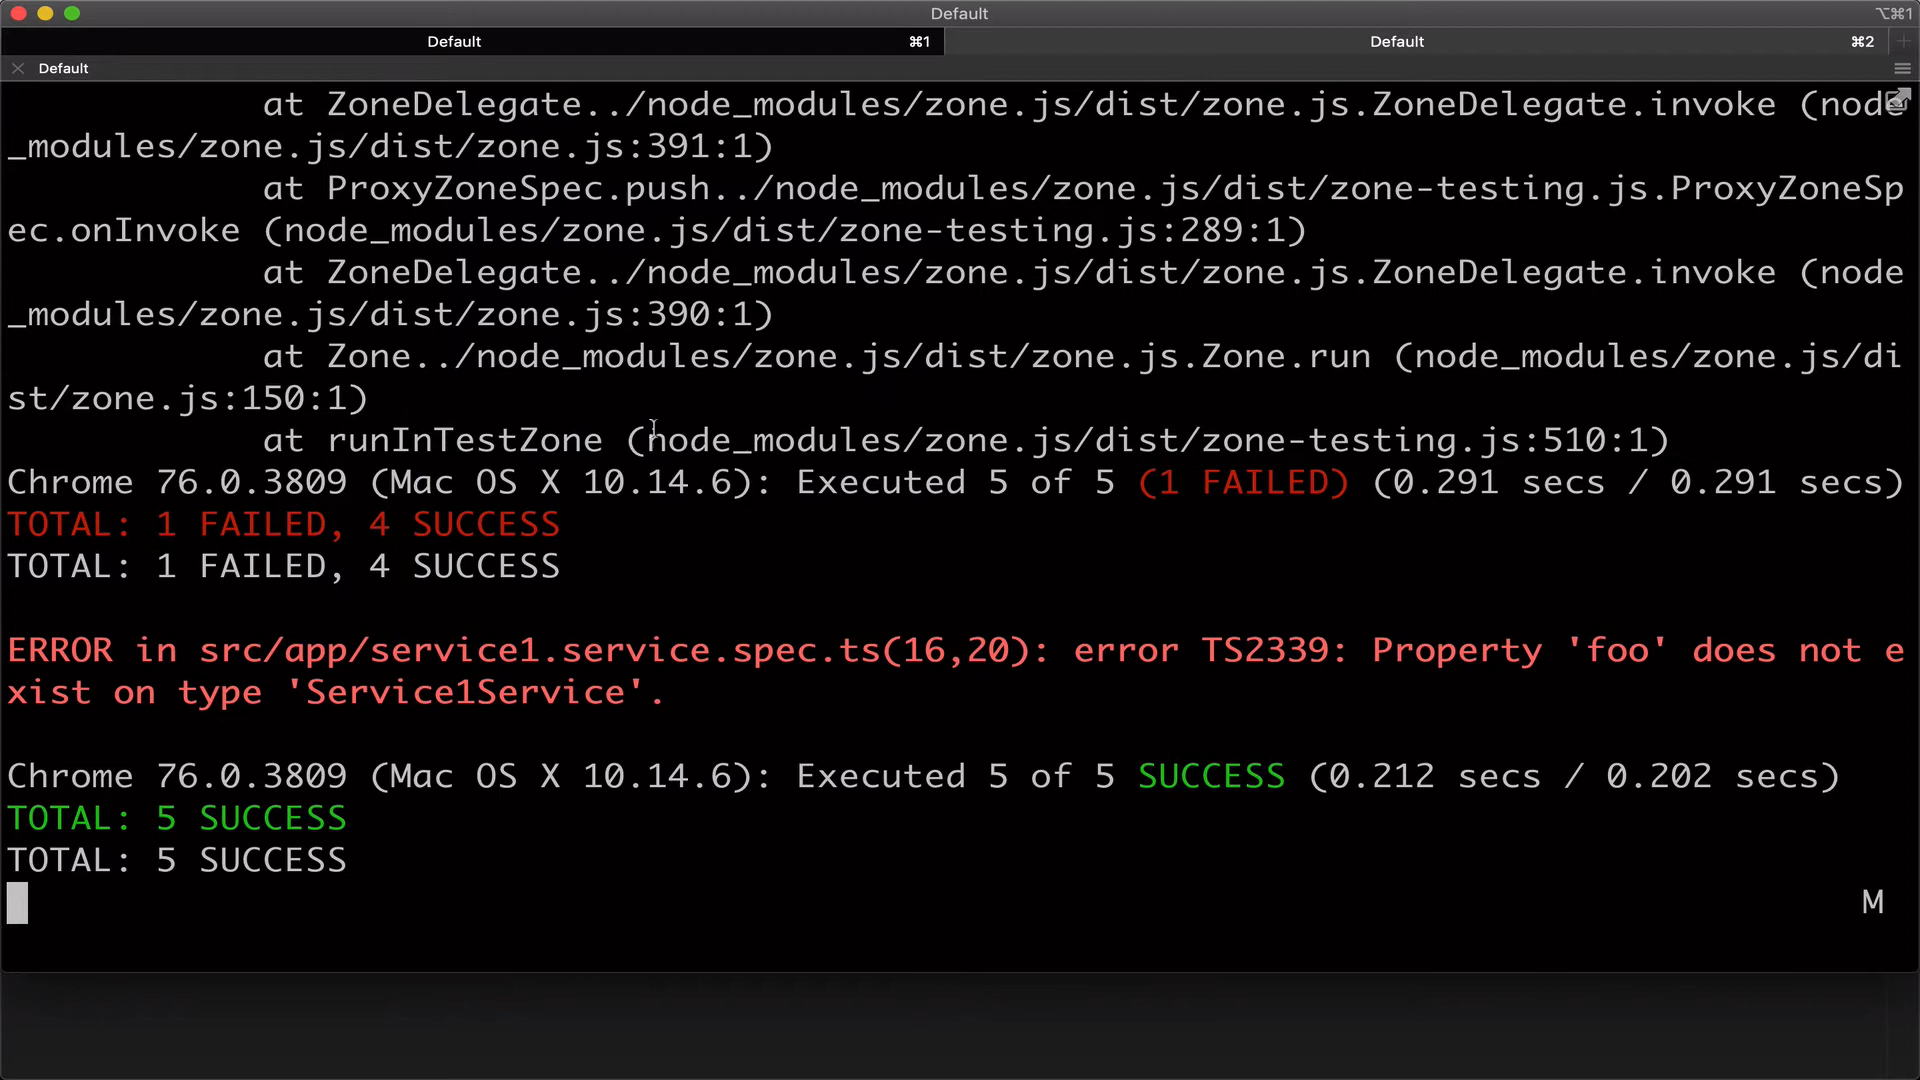 Default
⌥⌘1
Default ⌘1
Default ⌘2
Default
at ZoneDelegate../node_modules/zone.js/dist/zone.js.ZoneDelegate.invoke (node
_modules/zone.js/dist/zone.js:391:1)
at ProxyZoneSpec.push../node_modules/zone.js/dist/zone-testing.js.ProxyZoneSp
ec.onInvoke (node_modules/zone.js/dist/zone-testing.js:289:1)
at ZoneDelegate../node_modules/zone.js/dist/zone.js.ZoneDelegate.invoke (node
_modules/zone.js/dist/zone.js:390:1)
at Zone../node_modules/zone.js/dist/zone.js.Zone.run (node_modules/zone.js/di
st/zone.js:150:1)
at runInTestZone (node_modules/zone.js/dist/zone-testing.js:510:1)
Chrome 76.0.3809 (Mac OS X 10.14.6): Executed 5 of 5 (1 FAILED) (0.291 secs / 0.291 secs)
TOTAL: 1 FAILED, 4 SUCCESS
TOTAL: 1 FAILED, 4 SUCCESS
ERROR in src/app/service1.service.spec.ts(16,20): error TS2339: Property 'foo' does not e
xist on type 'Service1Service'.
Chrome 76.0.3809 (Mac OS X 10.14.6): Executed 5 of 5 SUCCESS (0.212 secs / 0.202 secs)
TOTAL: 5 SUCCESS
TOTAL: 5 SUCCESS
M